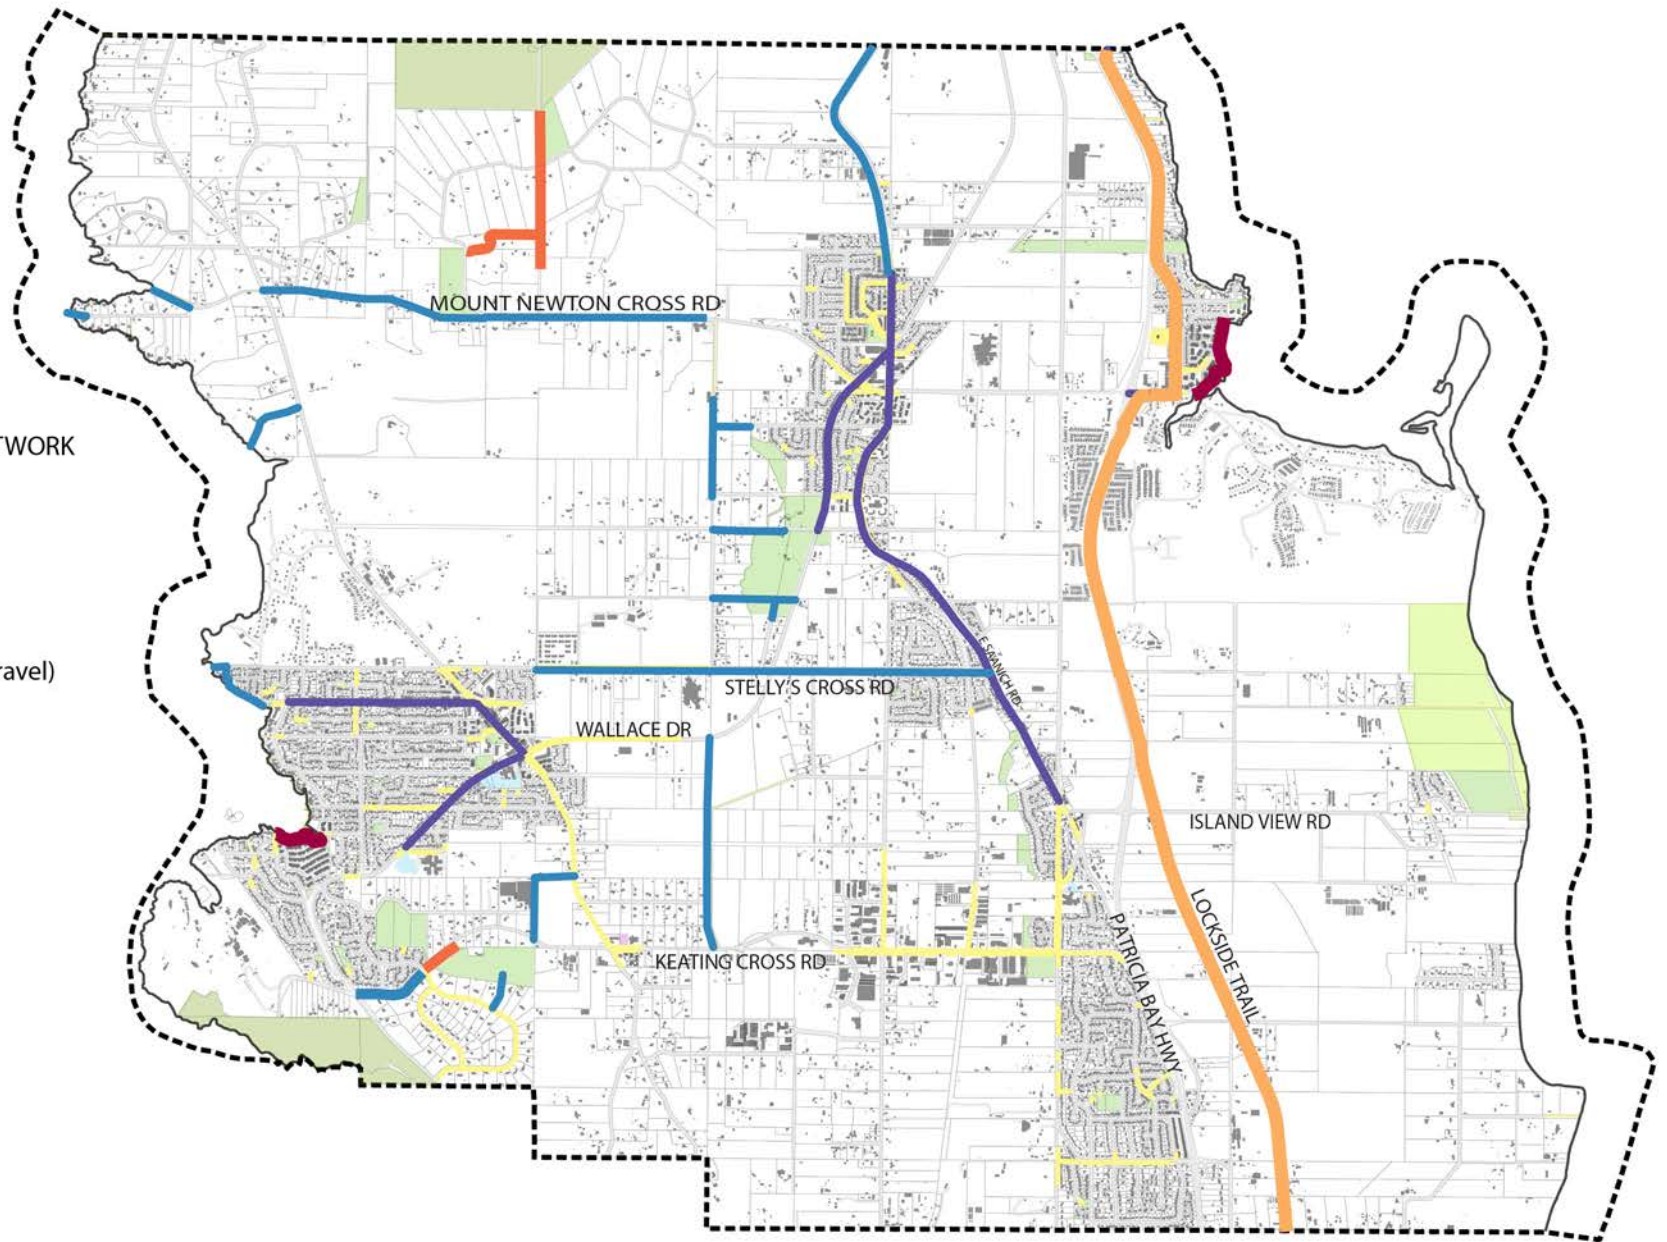 MOUNT NEWTON CROSS RD
TWORK
ravel)
E SAANICH RD
STELLY'S CROSS RD
WALLACE DR
ISLAND VIEW RD
LOCKSIDE TRAIL
PATRICIA BAY HWY
KEATING CROSS RD